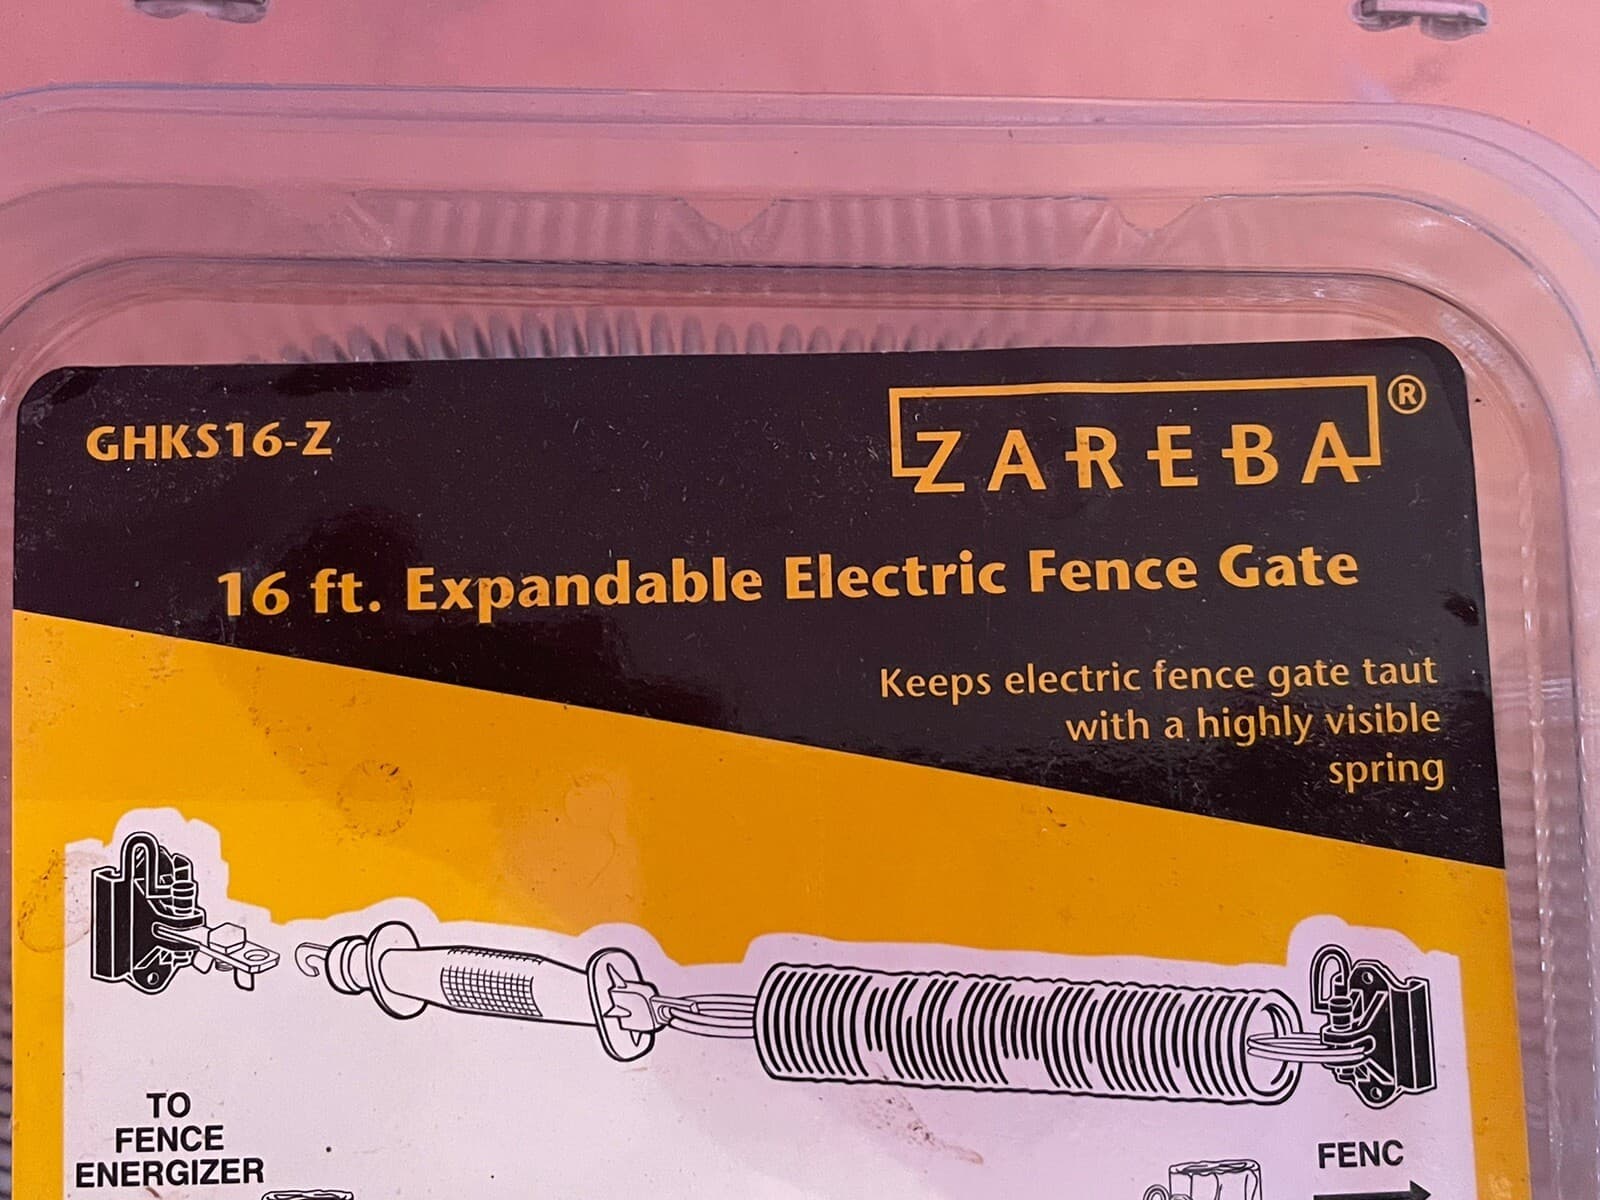 GHKS16-Z
ZAREBA®
16 ft. Expandable Electric Fence Gate
Keeps electric fence gate taut
with a highly visible
spring
TO
FENCE
ENERGIZER
FENC